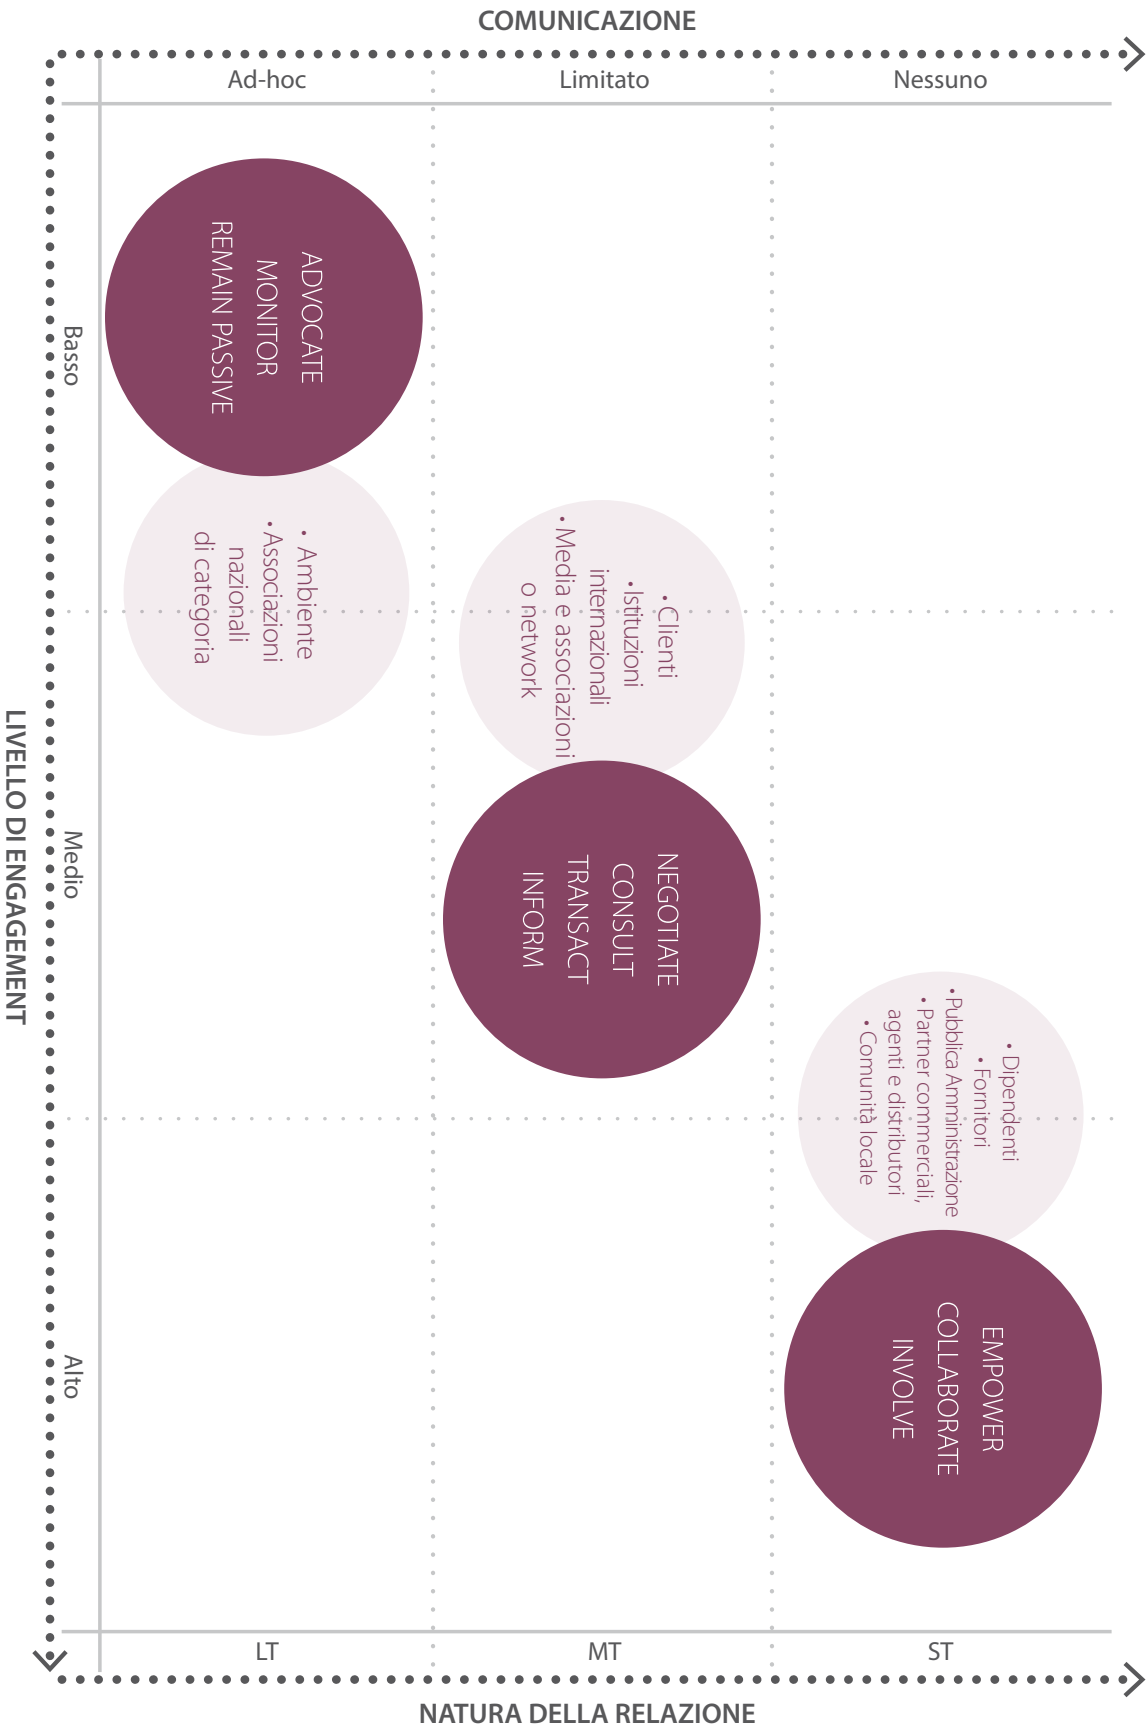 COMUNICAZIONE
Ad-hoc
Limitato
Nessuno
LIVELLO DI ENGAGEMENT
Basso
Medio
Alto
ADVOCATE
MONITOR
REMAIN PASSIVE
• Ambiente
• Associazioni
nazionali
di categoria
• Clienti
• Istituzioni
internazionali
• Media e associazioni
o network
NEGOTIATE
CONSULT
TRANSACT
INFORM
• Dipendenti
• Fornitori
• Pubblica Amministrazione
• Partner commerciali,
agenti e distributori
• Comunità locale
EMPOWER
COLLABORATE
INVOLVE
LT
MT
ST
NATURA DELLA RELAZIONE